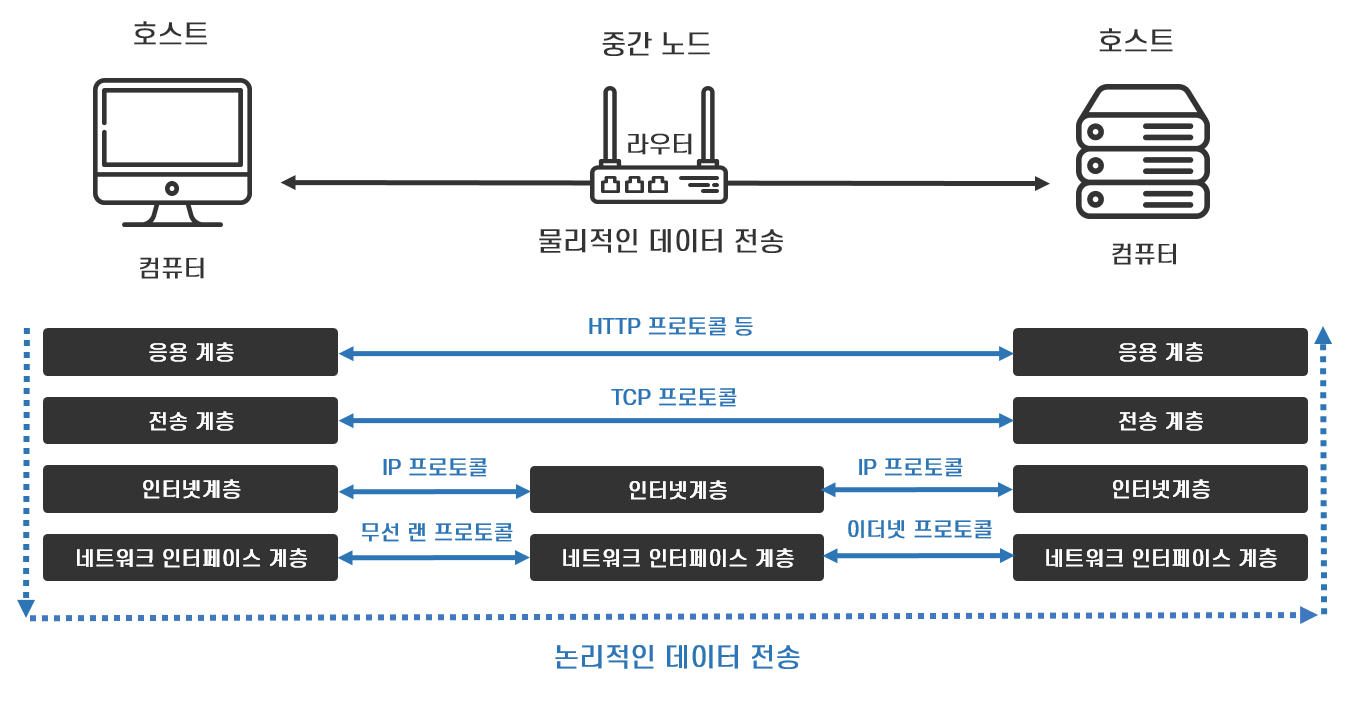 호스트
중간 노드
호스트
라우터
물리적인 데이터 전송
컴퓨터
컴퓨터
HTTP 프로토콜 등
응용 계층
응용 계층
TCP 프로토콜
전송 계층
전송 계층
IP 프로토콜
IP 프로토콜
인터넷계층
인터넷계층
인터넷계층
무선 랜 프로토콜
이더넷 프로토콜
네트워크 인터페이스 계층
네트워크 인터페이스 계층
네트워크 인터페이스 계층
논리적인 데이터 전송